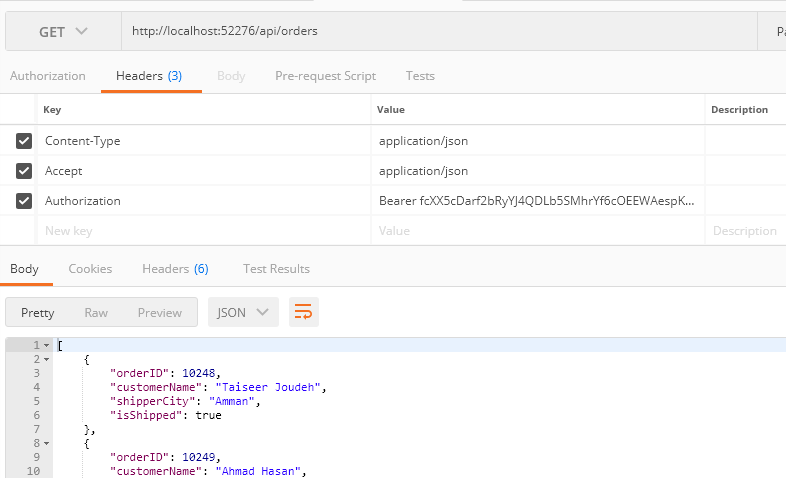 GET http://localhost:52276/api/orders Pa
Authorization Headers (3) Body Pre-request Script Tests
Key Value Description
Content-Type application/json
Accept application/json
Authorization Bearer fcXX5cDarf2bRyYJ4QDLb5SMhrYf6cOEEWAespK...
New key Value Description
Body Cookies Headers (6) Test Results
Pretty Raw Preview JSON
1 [
2 {
3 "orderID": 10248,
4 "customerName": "Taiseer Joudeh",
5 "shipperCity": "Amman",
6 "isShipped": true
7 },
8 {
9 "orderID": 10249,
10 "customerName": "Ahmad Hasan",